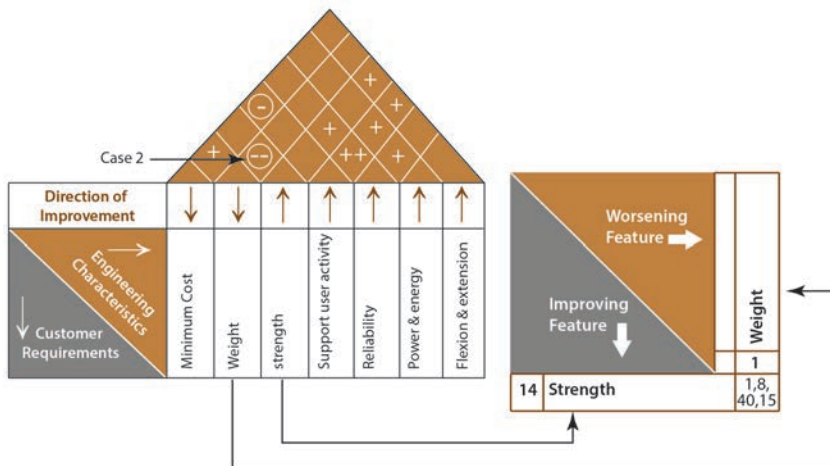 -
+
Case 2
+
--
+
++
+
+
+
Direction of
Improvement
Engineering
Characteristics
Customer
Requirements
Minimum Cost
Weight
strength
Support user activity
Reliability
Power & energy
Flexion & extension
Worsening
Feature
Improving
Feature
Weight
1
14 Strength
1,8,
40,15